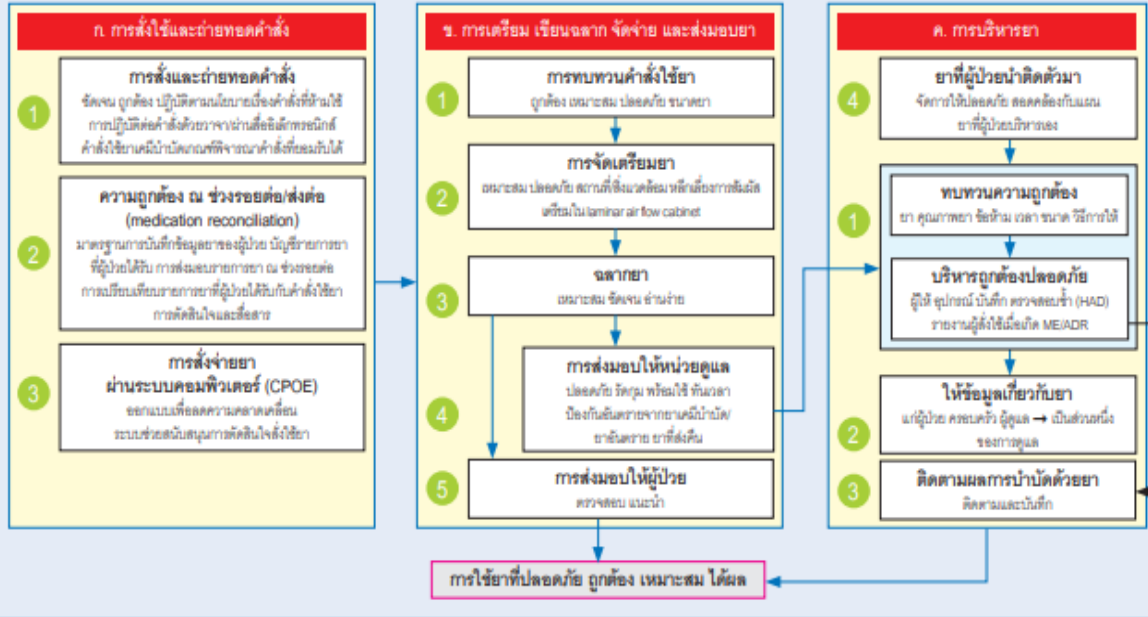 ก. การสั่งใช้และถ่ายทอดคำสั่ง
1
การสั่งและถ่ายทอดคำสั่ง
ชัดเจน ถูกต้อง ปฏิบัติตามนโยบายเรื่องคำสั่งที่ห้ามใช้
การปฏิบัติต่อคำสั่งด้วยวาจา/ผ่านสื่ออิเล็กทรอนิกส์
คำสั่งใช้ยาเคมีบำบัดเกณฑ์พิจารณาคำสั่งที่ยอมรับได้
2
ความถูกต้อง ณ ช่วงรอยต่อ/ส่งต่อ
(medication reconciliation)
มาตรฐานการบันทึกข้อมูลยาของผู้ป่วย บัญชีรายการยา
ที่ผู้ป่วยได้รับ การส่งมอบรายการยา ณ ช่วงรอยต่อ
การเปรียบเทียบรายการยาที่ผู้ป่วยได้รับกับคำสั่งใช้ยา
การตัดสินใจและสื่อสาร
3
การสั่งจ่ายยา
ผ่านระบบคอมพิวเตอร์ (CPOE)
ออกแบบเพื่อลดความคลาดเคลื่อน
ระบบช่วยสนับสนุนการตัดสินใจสั่งใช้ยา
ข. การเตรียม เขียนฉลาก จัดจ่าย และส่งมอบยา
1
การทบทวนคำสั่งใช้ยา
ถูกต้อง เหมาะสม ปลอดภัย ขนาดยา
2
การจัดเตรียมยา
เหมาะสม ปลอดภัย สถานที่/สิ่งแวดล้อม หลีกเลี่ยงการสัมผัส
เตรียมใน laminar air flow cabinet
3
ฉลากยา
เหมาะสม ชัดเจน อ่านง่าย
4
การส่งมอบให้หน่วยดูแล
ปลอดภัย รัดกุม พร้อมใช้ ทันเวลา
ป้องกันอันตรายจากยาเคมีบำบัด/
ยาอันตราย ยาที่ส่งคืน
5
การส่งมอบให้ผู้ป่วย
ตรวจสอบ แนะนำ
ค. การบริหารยา
4
ยาที่ผู้ป่วยนำติดตัวมา
จัดการให้ปลอดภัย สอดคล้องกับแผน
ยาที่ผู้ป่วยบริหารเอง
1
ทบทวนความถูกต้อง
ยา คุณภาพยา ข้อห้าม เวลา ขนาด วิธีการให้
บริหารถูกต้องปลอดภัย
ผู้ให้ อุปกรณ์ บันทึก ตรวจสอบซ้ำ (HAD)
รายงานผู้สั่งใช้เมื่อเกิด ME/ADR
2
ให้ข้อมูลเกี่ยวกับยา
แก่ผู้ป่วย ครอบครัว ผู้ดูแล → เป็นส่วนหนึ่ง
ของการดูแล
3
ติดตามผลการบำบัดด้วยยา
ติดตามและบันทึก
การใช้ยาที่ปลอดภัย ถูกต้อง เหมาะสม ได้ผล